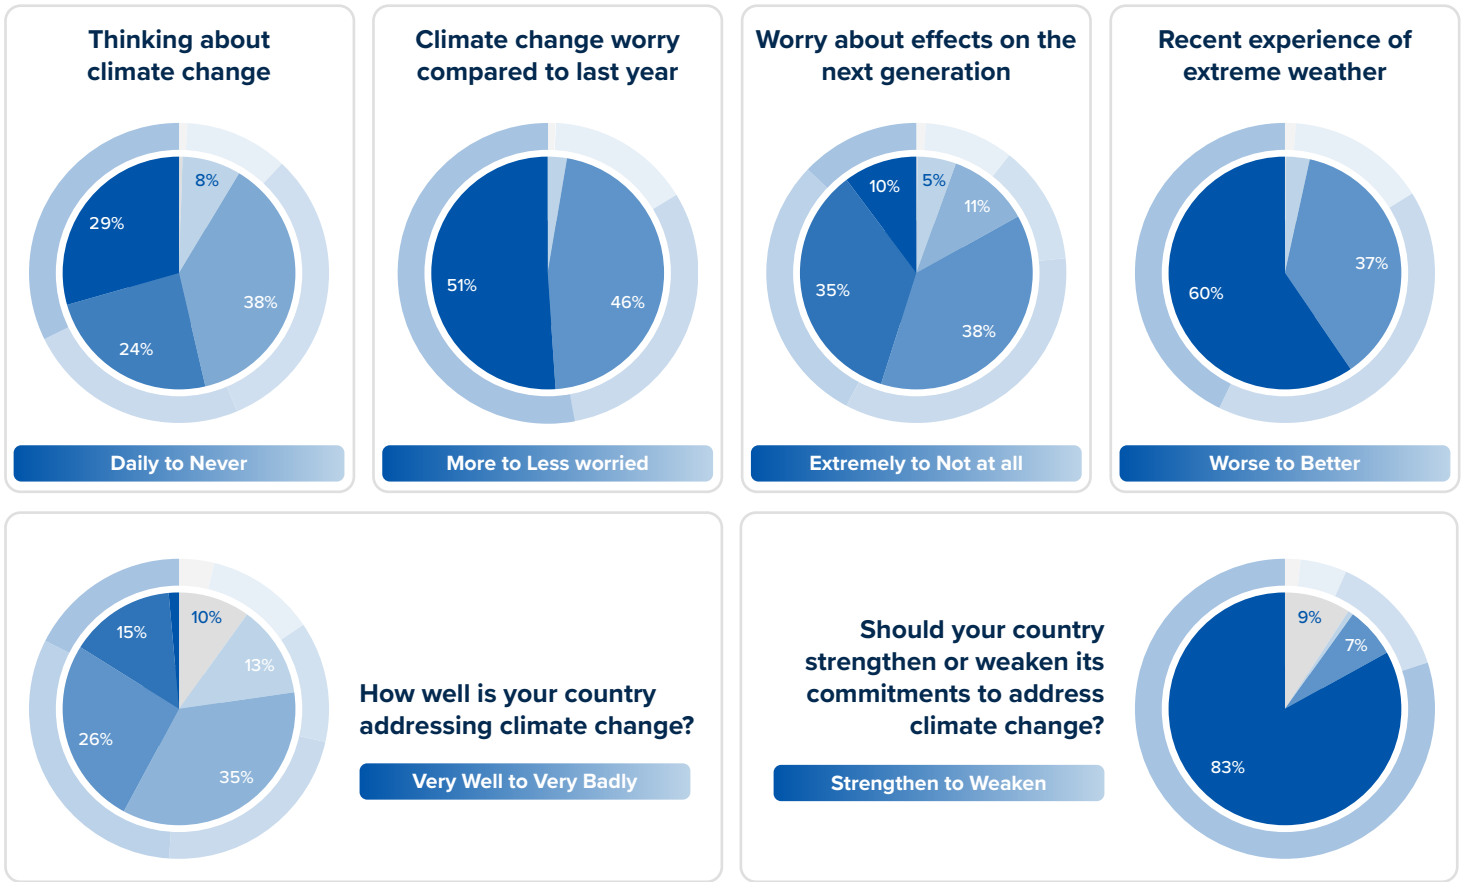 Thinking about
climate change
8%
29%
38%
24%
Daily to Never
Climate change worry
compared to last year
51%
46%
More to Less worried
Worry about effects on the
next generation
5%
10%
11%
35%
38%
Extremely to Not at all
Recent experience of
extreme weather
37%
60%
Worse to Better
10%
15%
13%
26%
35%
How well is your country
addressing climate change?
Very Well to Very Badly
Should your country
strengthen or weaken its
commitments to address
climate change?
Strengthen to Weaken
9%
7%
83%